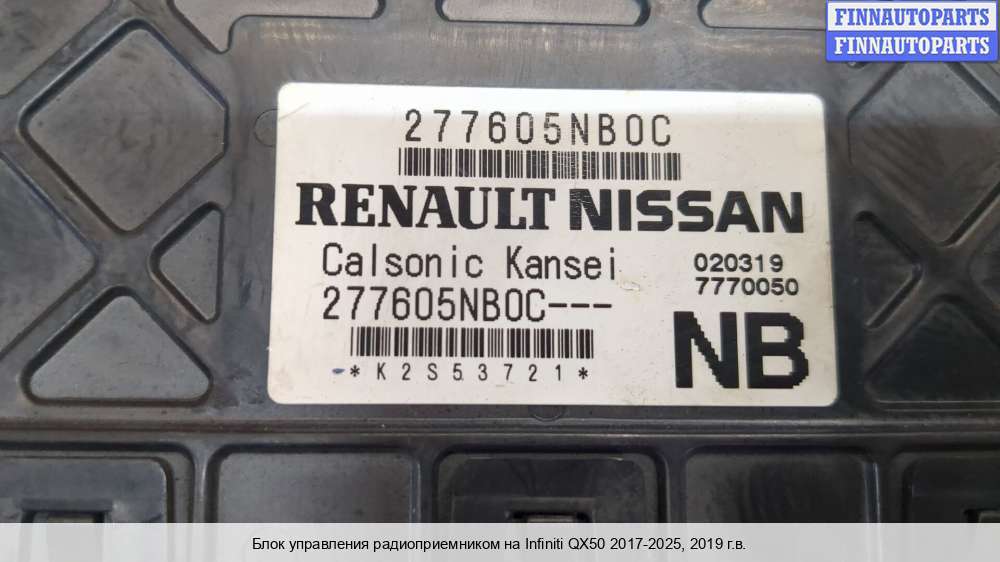 FINNAUTOPARTS
FINNAUTOPARTS
277605NB0C
RENAULT NISSAN
Calsonic Kansei
020319
7770050
277605NB0C---
NB
*K2S53721*
Блок управления радиоприемником на Infiniti QX50 2017-2025, 2019 г.в.